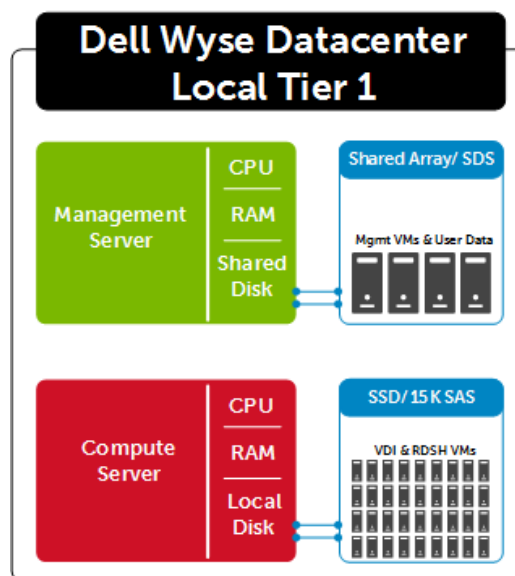 Dell Wyse Datacenter
Local Tier 1
Management
Server
CPU
RAM
Shared
Disk
Shared Array/ SDS
Mgmt VMs & User Data
Compute
Server
CPU
RAM
Local
Disk
SSD/ 15K SAS
VDI & RDSH VMs